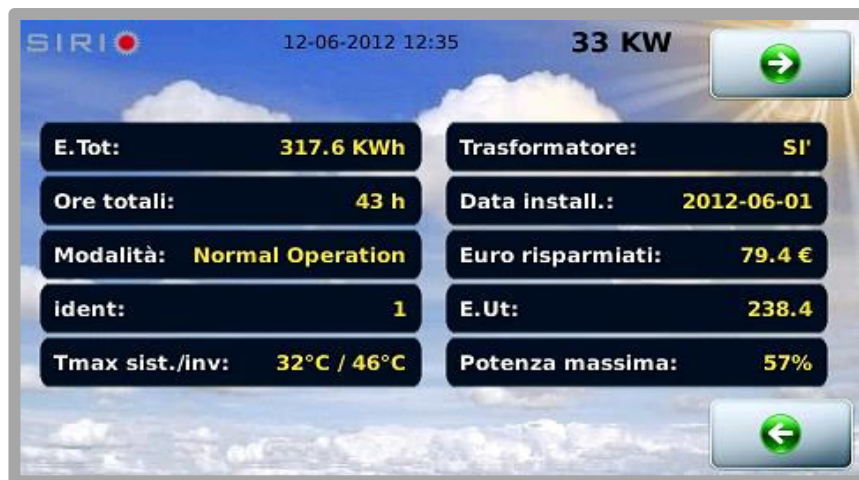 SIRIO 12-06-2012 12:35 33 KW
E.Tot: 317.6 KWh
Trasformatore: SI'
Ore totali: 43 h
Data install.: 2012-06-01
Modalità: Normal Operation
Euro risparmiati: 79.4 €
ident: 1
E.Ut: 238.4
Tmax sist./inv: 32°C / 46°C
Potenza massima: 57%